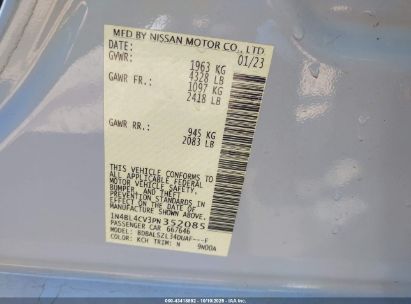 MFD BY NISSAN MOTOR CO., LTD.
DATE: 01/23
GVWR: 1963 KG
4328 LB
GAWR FR.: 1097 KG
2418 LB
GAWR RR.: 945 KG
2083 LB
THIS VEHICLE CONFORMS TO
ALL APPLICABLE FEDERAL
MOTOR VEHICLE SAFETY,
BUMPER, AND THEFT
PREVENTION STANDARDS IN
EFFECT ON THE DATE OF
MANUFACTURE SHOWN ABOVE.
1N4BL4CV3PN352085
PASSENGER CAR 667646
MODEL: BDBALSZL34DUAF---F
COLOR: KCH TRIM: N 9N00A